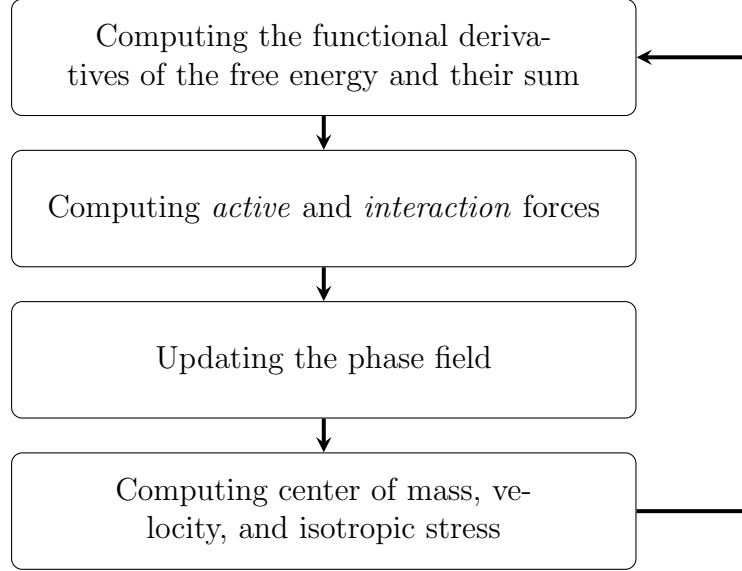 Computing the functional deriva-
tives of the free energy and their sum
Computing active and interaction forces
Updating the phase field
Computing center of mass, ve-
locity, and isotropic stress